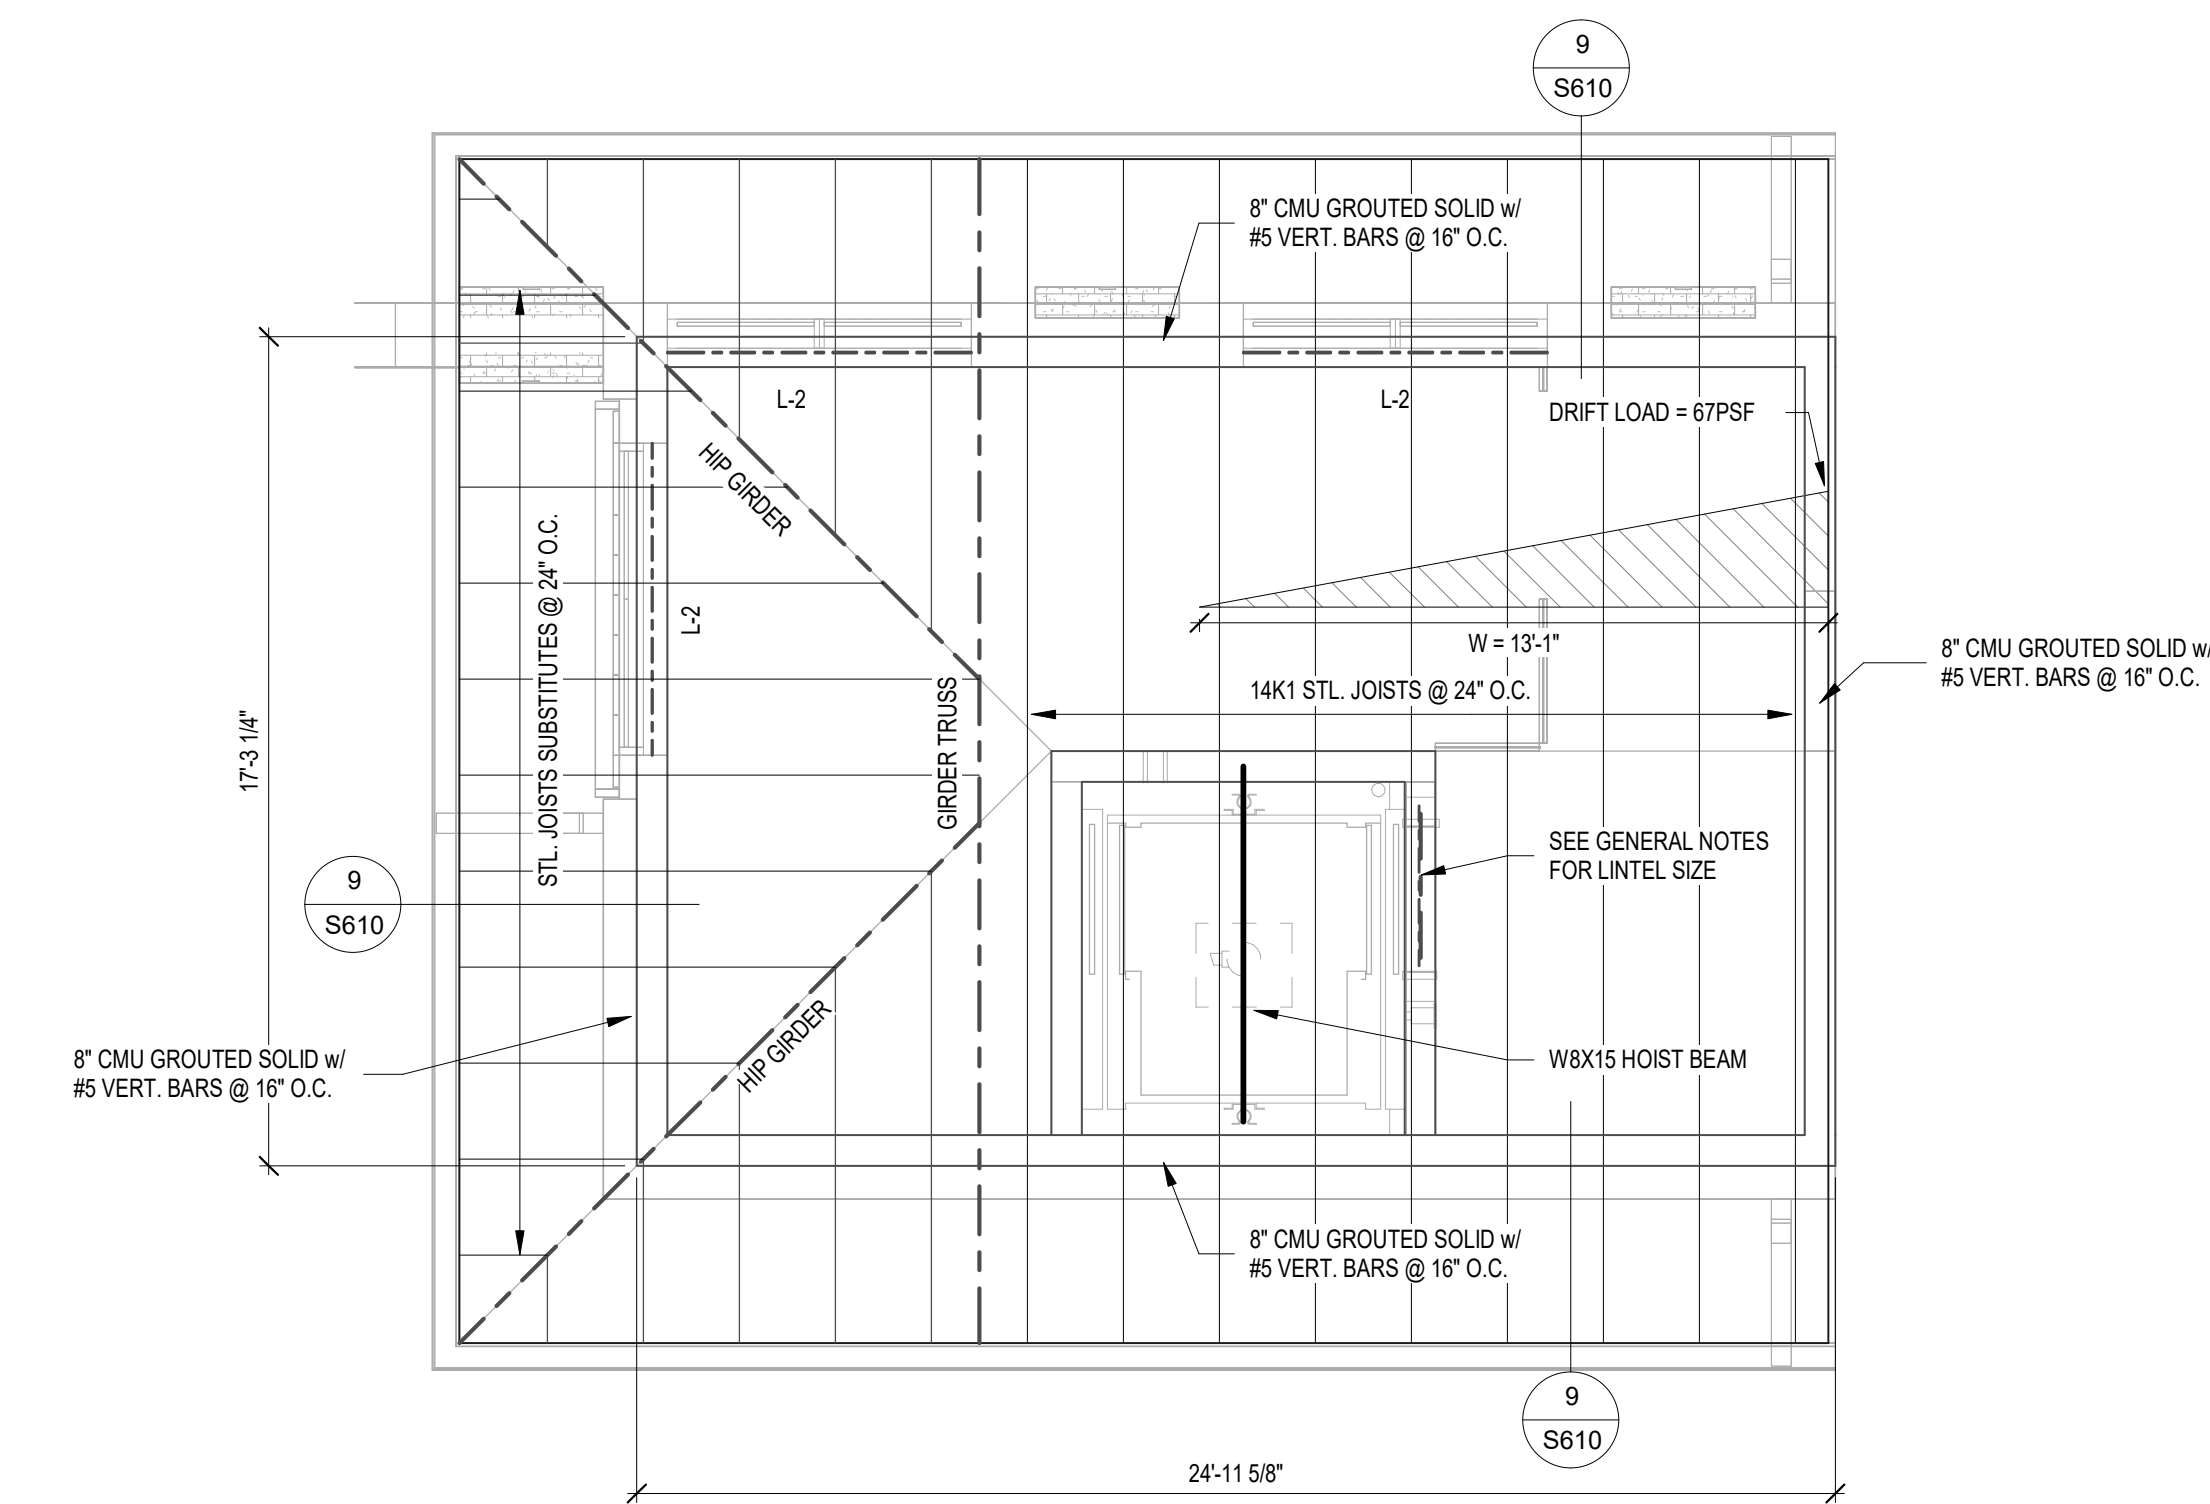 9
S610
8" CMU GROUTED SOLID w/
#5 VERT. BARS @ 16" O.C.
L-2
L-2
DRIFT LOAD = 67PSF
HIP GIRDER
STL. JOISTS SUBSTITUTES @ 24" O.C.
L-2
W = 13'-1"
8" CMU GROUTED SOLID w/
#5 VERT. BARS @ 16" O.C.
14K1 STL. JOISTS @ 24" O.C.
17'-3 1/4"
GIRDER TRUSS
SEE GENERAL NOTES
FOR LINTEL SIZE
9
S610
HIP GIRDER
8" CMU GROUTED SOLID w/
#5 VERT. BARS @ 16" O.C.
W8X15 HOIST BEAM
8" CMU GROUTED SOLID w/
#5 VERT. BARS @ 16" O.C.
9
S610
24'-11 5/8"